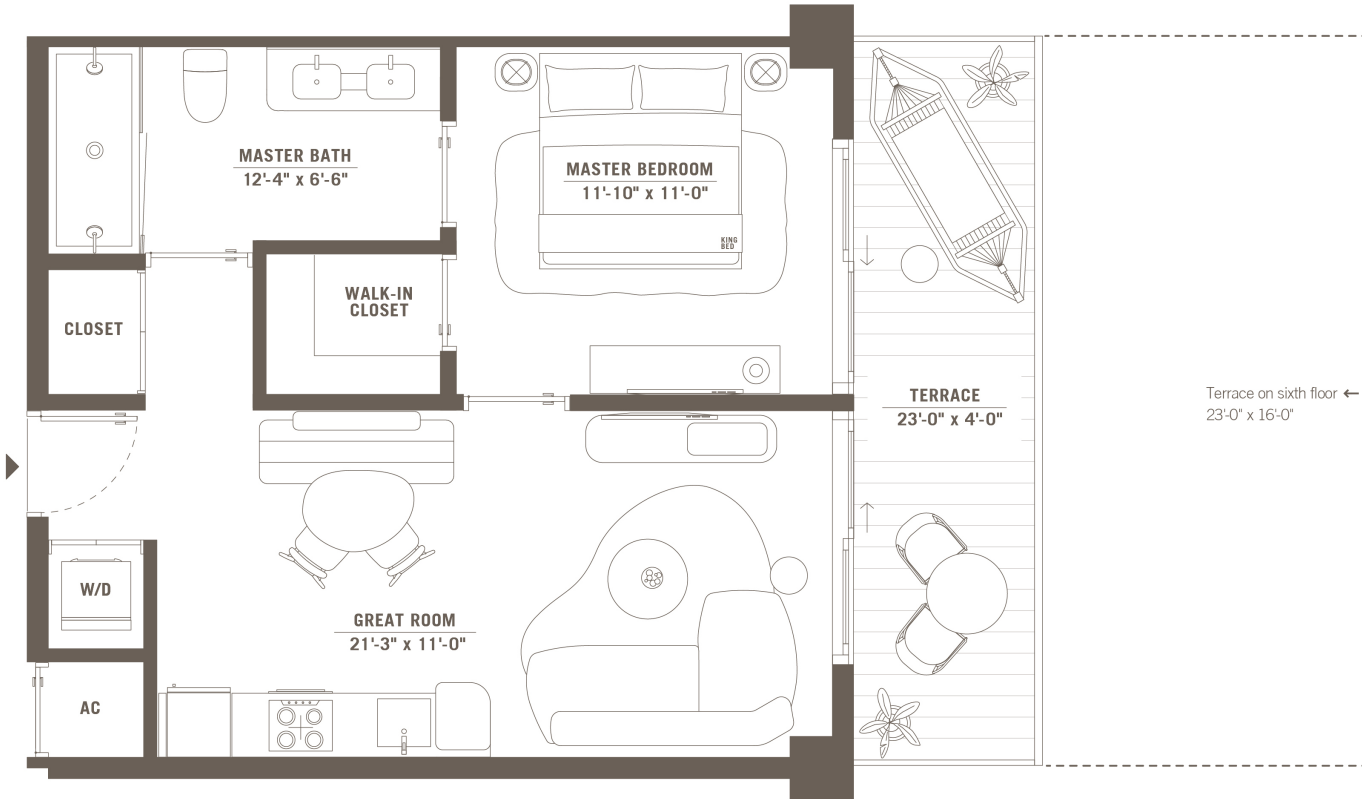 MASTER BATH
12'-4" x 6'-6"
MASTER BEDROOM
11'-10" x 11'-0"
KING
BED
WALK-IN
CLOSET
CLOSET
TERRACE
23'-0" x 4'-0"
Terrace on sixth floor ←
23'-0" x 16'-0"
W/D
GREAT ROOM
21'-3" x 11'-0"
AC